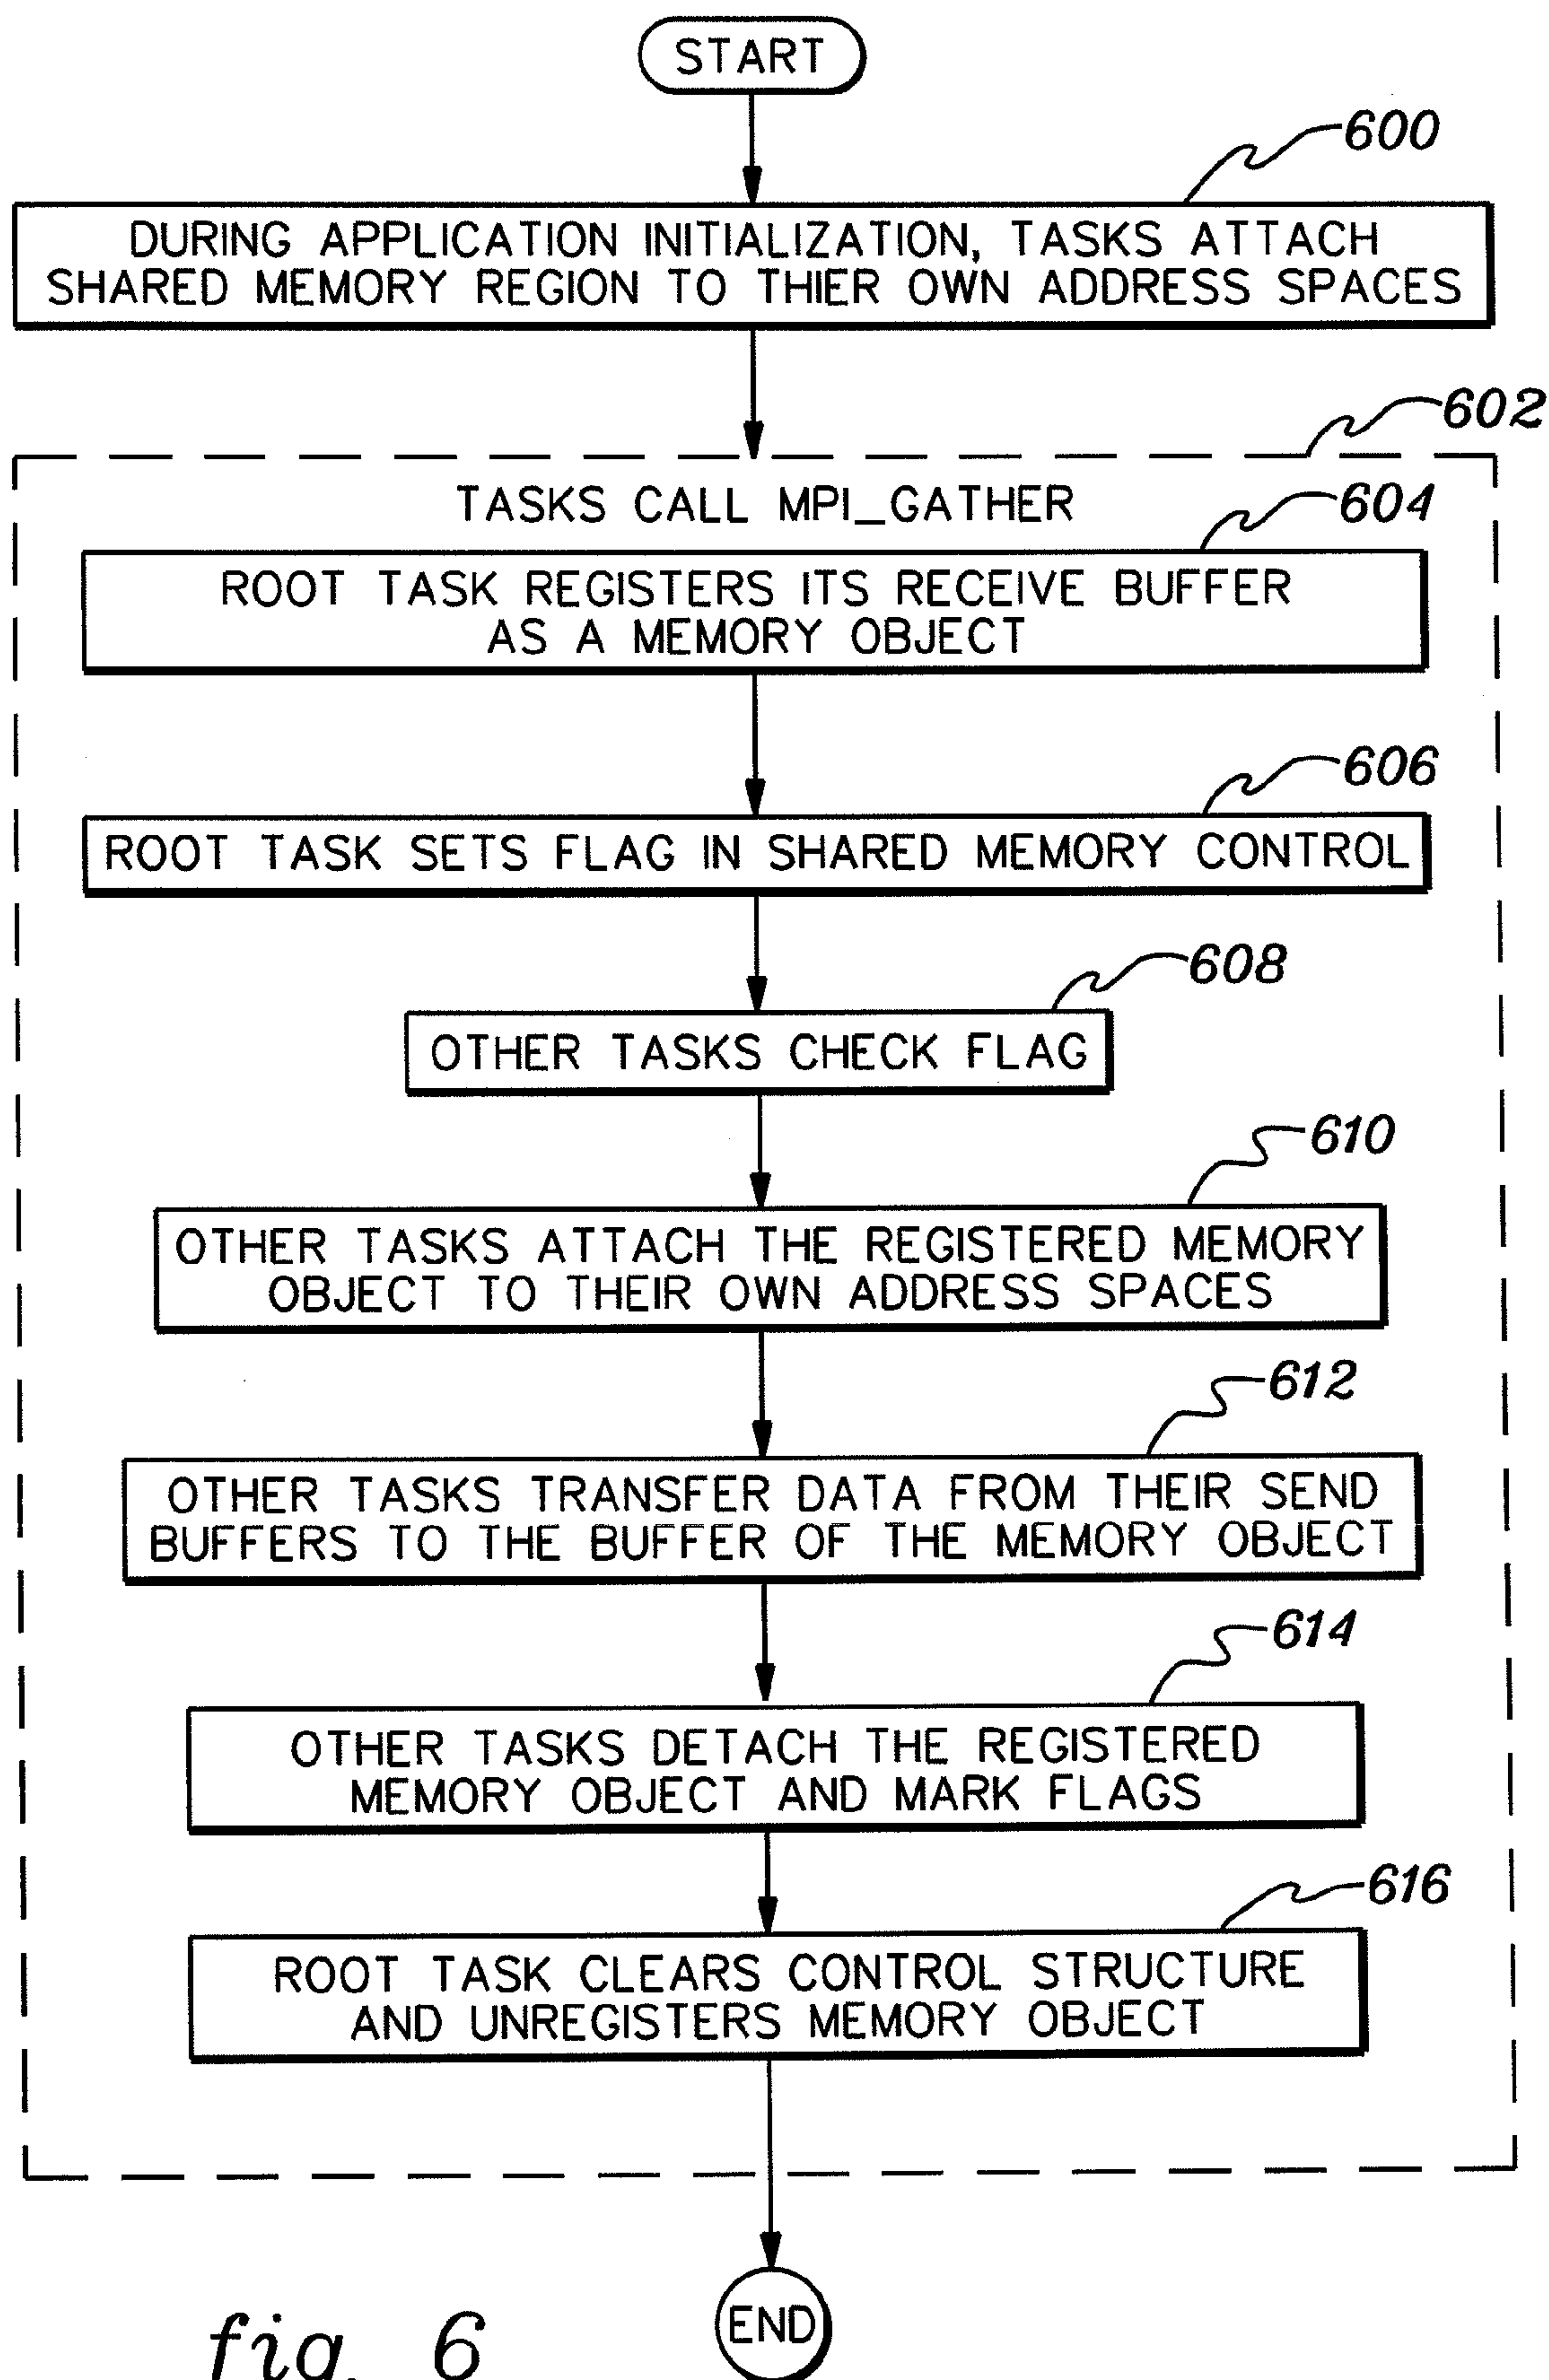 START
600
DURING APPLICATION INITIALIZATION, TASKS ATTACH
SHARED MEMORY REGION TO THIER OWN ADDRESS SPACES
602
TASKS CALL MPI_GATHER
604
ROOT TASK REGISTERS ITS RECEIVE BUFFER
AS A MEMORY OBJECT
606
ROOT TASK SETS FLAG IN SHARED MEMORY CONTROL
608
OTHER TASKS CHECK FLAG
610
OTHER TASKS ATTACH THE REGISTERED MEMORY
OBJECT TO THEIR OWN ADDRESS SPACES
612
OTHER TASKS TRANSFER DATA FROM THEIR SEND
BUFFERS TO THE BUFFER OF THE MEMORY OBJECT
614
OTHER TASKS DETACH THE REGISTERED
MEMORY OBJECT AND MARK FLAGS
616
ROOT TASK CLEARS CONTROL STRUCTURE
AND UNREGISTERS MEMORY OBJECT
END
fig. 6